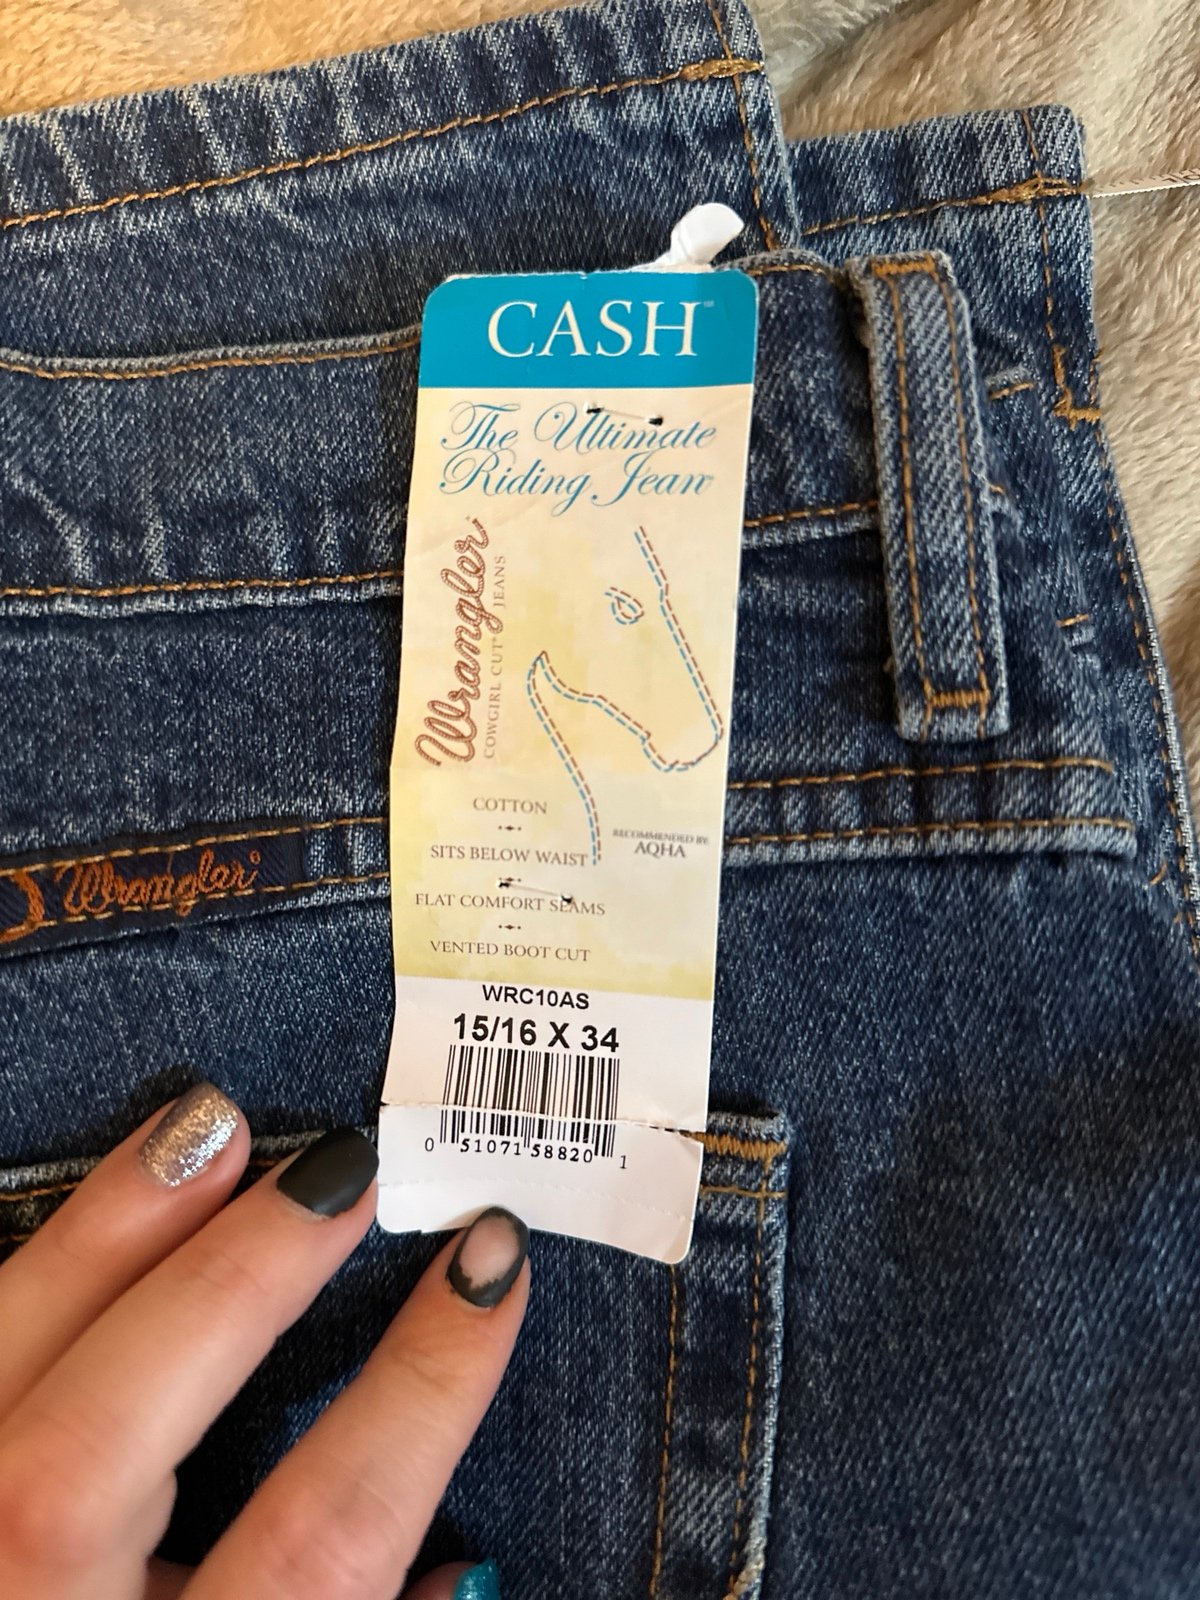 CASH™
The Ultimate
Riding Jean
Wrangler
COWGIRL CUT® JEANS
COTTON
RECOMMENDED BY:
AQHA
SITS BELOW WAIST
Wrangler®
FLAT COMFORT SEAMS
VENTED BOOT CUT
WRC10AS
15/16 X 34
0 51071 58820 1